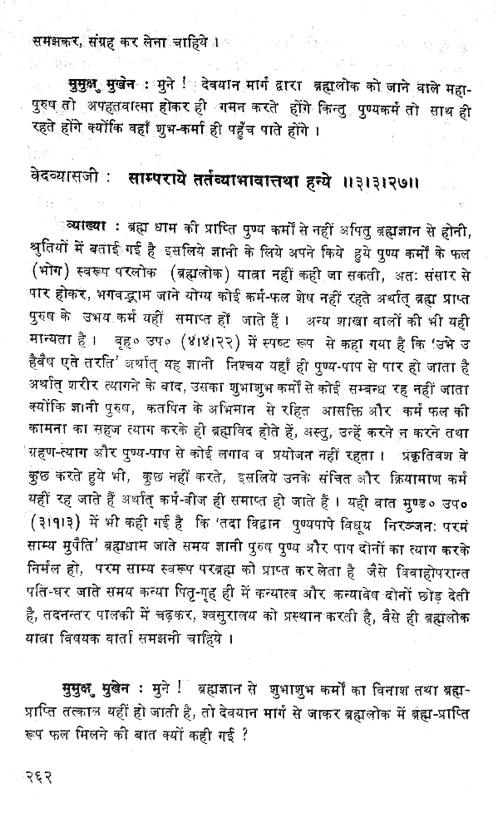 समझकर, संग्रह कर लेना चाहिये ।
मुमुक्षु मुखेन : मुने ! देवयान मार्ग द्वारा ब्रह्मलोक को जाने वाले महा-
पुरुष तो अपहतवात्मा होकर ही गमन करते होंगे किन्तु पुण्यकर्म तो साथ ही
रहते होंगे क्योंकि वहाँ शुभ-कर्मा ही पहुँच पाते होंगे ।
वेदव्यासजी : साम्पराये तर्तव्याभावात्तथा हन्ये ॥३।३।२७॥
व्याख्या : ब्रह्म धाम की प्राप्ति पुण्य कर्मों से नहीं अपितु ब्रह्मज्ञान से होनी,
श्रुतियों में बताई गई है इसलिये ज्ञानी के लिये अपने किये हुये पुण्य कर्मों के फल
(भोग) स्वरूप परलोक (ब्रह्मलोक) यात्रा नहीं कही जा सकती, अतः संसार से
पार होकर, भगवद्धाम जाने योग्य कोई कर्म-फल शेष नहीं रहते अर्थात् ब्रह्म प्राप्त
पुरुष के उभय कर्म यहीं समाप्त हो जाते हैं । अन्य शाखा वालों की भी यही
मान्यता है । बृह० उप० (४।४।२२) में स्पष्ट रूप से कहा गया है कि 'उभे उ
हैवैष एते तरति' अर्थात् यह ज्ञानी निश्चय यहाँ ही पुण्य-पाप से पार हो जाता है
अर्थात् शरीर त्यागने के बाद, उसका शुभाशुभ कर्मों से कोई सम्बन्ध रह नहीं जाता
क्योंकि ज्ञानी पुरुष, कर्तापन के अभिमान से रहित आसक्ति और कर्म फल की
कामना का सहज त्याग करके ही ब्रह्मविद होते हैं, अस्तु, उन्हें करने न करने तथा
ग्रहण-त्याग और पुण्य-पाप से कोई लगाव व प्रयोजन नहीं रहता । प्रकृतिवश वे
कुछ करते हुये भी, कुछ नहीं करते, इसलिये उनके संचित और क्रियामाण कर्म
यहीं रह जाते हैं अर्थात् कर्म-बीज ही समाप्त हो जाते हैं । यही बात मुण्ड० उप०
(३।१।३) में भी कही गई है कि 'तदा विद्वान पुण्यपापे विधूय निरञ्जनः परमं
साम्य मुपैति' ब्रह्मधाम जाते समय ज्ञानी पुरुष पुण्य और पाप दोनों का त्याग करके
निर्मल हो, परम साम्य स्वरूप परब्रह्म को प्राप्त कर लेता है जैसे विवाहोपरान्त
पति-घर जाते समय कन्या पितृ-गृह ही में कन्यात्व और कन्यावेष दोनों छोड़ देती
है, तदनन्तर पालकी में चढ़कर, श्वसुरालय को प्रस्थान करती है, वैसे ही ब्रह्मलोक
यात्रा विषयक वार्ता समझनी चाहिये ।
मुमुक्षु मुखेन : मुने ! ब्रह्मज्ञान से शुभाशुभ कर्मों का विनाश तथा ब्रह्म-
प्राप्ति तत्काल यहीं हो जाती है, तो देवयान मार्ग से जाकर ब्रह्मलोक में ब्रह्म-प्राप्ति
रूप फल मिलने की बात क्यों कही गई ?
२६२